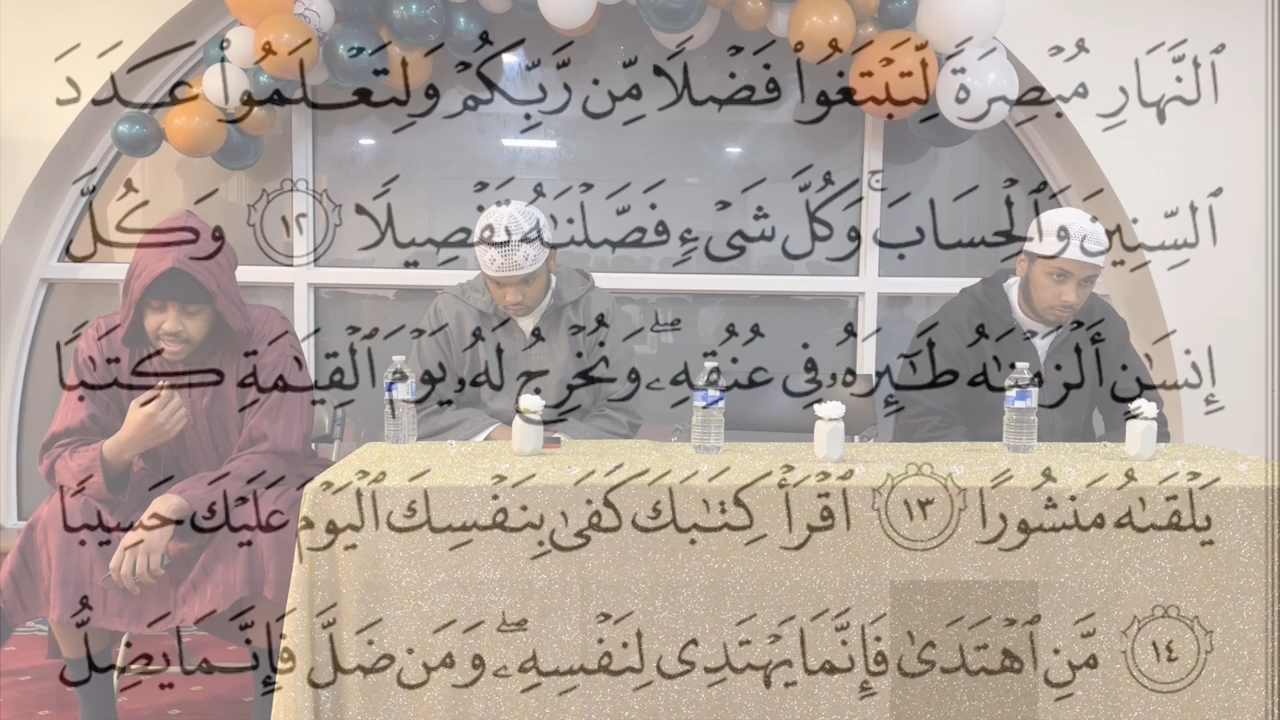 ٱلنَّهَارِ مُبْصِرَةً لِّتَبْتَغُوا۟ فَضْلًا مِّن رَّبِّكُمْ وَلِتَعْلَمُوا۟ عَدَدَ
ٱلسِّنِينَ وَٱلْحِسَابَ ۚ وَكُلَّ شَىْءٍ فَصَّلْنَٰهُ تَفْصِيلًا ١٢ وَكُلَّ
إِنسَٰنٍ أَلْزَمْنَٰهُ طَٰٓئِرَهُۥ فِى عُنُقِهِۦ ۖ وَنُخْرِجُ لَهُۥ يَوْمَ ٱلْقِيَٰمَةِ كِتَٰبًا
يَلْقَىٰهُ مَنشُورًا ١٣ ٱقْرَأْ كِتَٰبَكَ كَفَىٰ بِنَفْسِكَ ٱلْيَوْمَ عَلَيْكَ حَسِيبًا
١٤ مَّنِ ٱهْتَدَىٰ فَإِنَّمَا يَهْتَدِى لِنَفْسِهِۦ ۖ وَمَن ضَلَّ فَإِنَّمَا يَضِلُّ